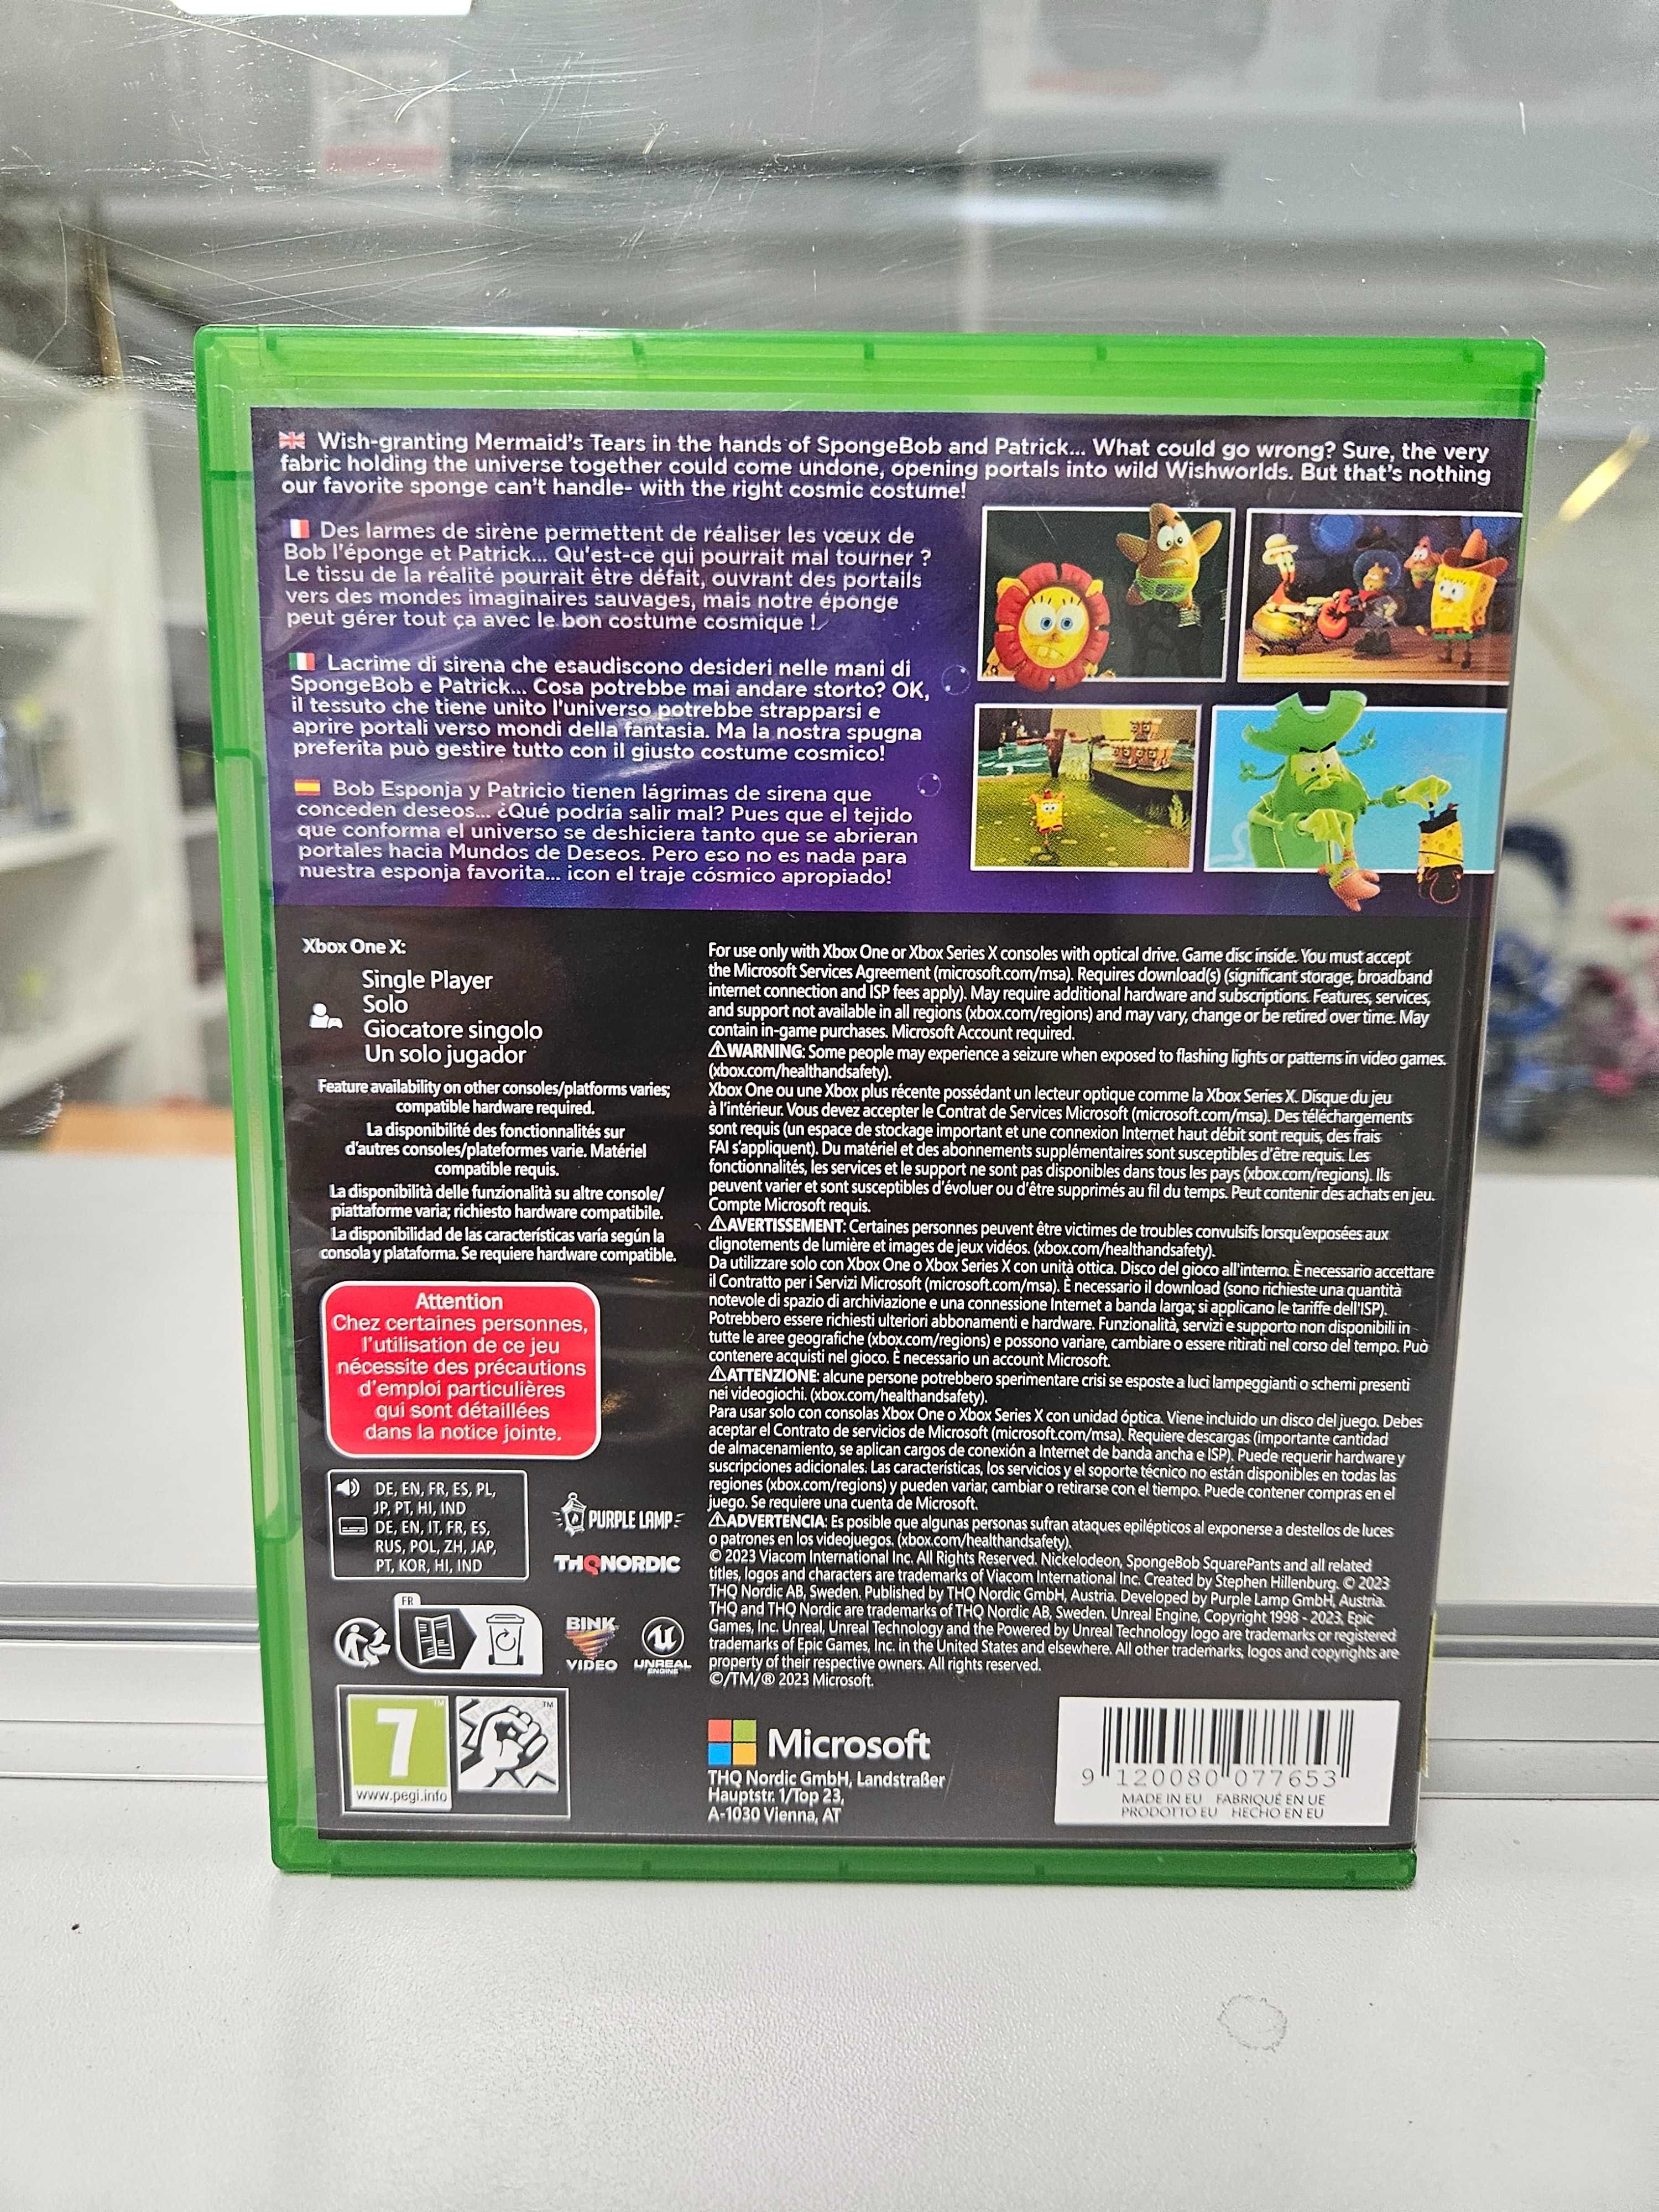 Wish-granting Mermaid's Tears in the hands of SpongeBob and Patrick... What could go wrong? Sure, the very
fabric holding the universe together could come undone, opening portals into wild Wishworlds. But that's nothing
our favorite sponge can't handle- with the right cosmic costume!
Des larmes de sirène permettent de réaliser les vœux de
Bob l'éponge et Patrick... Qu'est-ce qui pourrait mal tourner ?
Le tissu de la réalité pourrait être défait, ouvrant des portails
vers des mondes imaginaires sauvages, mais notre éponge
peut gérer tout ça avec le bon costume cosmique !
Lacrime di sirena che esaudiscono desideri nelle mani di
SpongeBob e Patrick... Cosa potrebbe mai andare storto? OK,
il tessuto che tiene unito l'universo potrebbe strapparsi e
aprire portali verso mondi della fantasia. Ma la nostra spugna
preferita può gestire tutto con il giusto costume cosmico!
Bob Esponja y Patricio tienen lágrimas de sirena que
conceden deseos... ¿Qué podría salir mal? Pues que el tejido
que conforma el universo se deshiciera tanto que se abrieran
portales hacia Mundos de Deseos. Pero eso no es nada para
nuestra esponja favorita... ¡con el traje cósmico apropiado!
Xbox One X:
Single Player
Solo
Giocatore singolo
Un solo jugador
Feature availability on other consoles/platforms varies;
compatible hardware required.
La disponibilité des fonctionnalités sur
d'autres consoles/plateformes varie. Matériel
compatible requis.
La disponibilità delle funzionalità su altre console/
piattaforme varia; richiesto hardware compatibile.
La disponibilidad de las características varía según la
consola y plataforma. Se requiere hardware compatible.
Attention
Chez certaines personnes,
l'utilisation de ce jeu
nécessite des précautions
d'emploi particulières
qui sont détaillées
dans la notice jointe.
DE, EN, FR, ES, PL,
JP, PT, HI, IND
DE, EN, IT, FR, ES,
RUS, POL, ZH, JAP,
PT, KOR, HI, IND
PURPLE LAMP
THQNORDIC
FR
BINK
VIDEO
UNREAL
ENGINE
7
www.pegi.info
For use only with Xbox One or Xbox Series X consoles with optical drive. Game disc inside. You must accept
the Microsoft Services Agreement (microsoft.com/msa). Requires download(s) (significant storage, broadband
internet connection and ISP fees apply). May require additional hardware and subscriptions. Features, services,
and support not available in all regions (xbox.com/regions) and may vary, change or be retired over time. May
contain in-game purchases. Microsoft Account required.
⚠WARNING: Some people may experience a seizure when exposed to flashing lights or patterns in video games.
(xbox.com/healthandsafety).
Xbox One ou une Xbox plus récente possédant un lecteur optique comme la Xbox Series X. Disque du jeu
à l'intérieur. Vous devez accepter le Contrat de Services Microsoft (microsoft.com/msa). Des téléchargements
sont requis (un espace de stockage important et une connexion Internet haut débit sont requis, des frais
FAI s'appliquent). Du matériel et des abonnements supplémentaires sont susceptibles d'être requis. Les
fonctionnalités, les services et le support ne sont pas disponibles dans tous les pays (xbox.com/regions). Ils
peuvent varier et sont susceptibles d'évoluer ou d'être supprimés au fil du temps. Peut contenir des achats en jeu.
Compte Microsoft requis.
⚠AVERTISSEMENT: Certaines personnes peuvent être victimes de troubles convulsifs lorsqu'exposées aux
clignotements de lumière et images de jeux vidéos. (xbox.com/healthandsafety).
Da utilizzare solo con Xbox One o Xbox Series X con unità ottica. Disco del gioco all'interno. È necessario accettare
il Contratto per i Servizi Microsoft (microsoft.com/msa). È necessario il download (sono richieste una quantità
notevole di spazio di archiviazione e una connessione Internet a banda larga; si applicano le tariffe dell'ISP).
Potrebbero essere richiesti ulteriori abbonamenti e hardware. Funzionalità, servizi e supporto non disponibili in
tutte le aree geografiche (xbox.com/regions) e possono variare, cambiare o essere ritirati nel corso del tempo. Può
contenere acquisti nel gioco. È necessario un account Microsoft.
⚠ATTENZIONE: alcune persone potrebbero sperimentare crisi se esposte a luci lampeggianti o schemi presenti
nei videogiochi. (xbox.com/healthandsafety).
Para usar solo con consolas Xbox One o Xbox Series X con unidad óptica. Viene incluido un disco del juego. Debes
aceptar el Contrato de servicios de Microsoft (microsoft.com/msa). Requiere descargas (importante cantidad
de almacenamiento, se aplican cargos de conexión a Internet de banda ancha e ISP). Puede requerir hardware y
suscripciones adicionales. Las características, los servicios y el soporte técnico no están disponibles en todas las
regiones (xbox.com/regions) y pueden variar, cambiar o retirarse con el tiempo. Puede contener compras en el
juego. Se requiere una cuenta de Microsoft.
⚠ADVERTENCIA: Es posible que algunas personas sufran ataques epilépticos al exponerse a destellos de luces
o patrones en los videojuegos. (xbox.com/healthandsafety).
© 2023 Viacom International Inc. All Rights Reserved. Nickelodeon, SpongeBob SquarePants and all related
titles, logos and characters are trademarks of Viacom International Inc. Created by Stephen Hillenburg. © 2023
THQ Nordic AB, Sweden. Published by THQ Nordic GmbH, Austria. Developed by Purple Lamp GmbH, Austria.
THQ and THQ Nordic are trademarks of THQ Nordic AB, Sweden. Unreal Engine, Copyright 1998 - 2023. Epic
Games, Inc. Unreal, Unreal Technology and the Powered by Unreal Technology logo are trademarks or registered
trademarks of Epic Games, Inc. in the United States and elsewhere. All other trademarks, logos and copyrights are
property of their respective owners. All rights reserved.
©/TM/® 2023 Microsoft.
Microsoft
THQ Nordic GmbH, Landstraßer
Hauptstr. 1/Top 23,
A-1030 Vienna, AT
9 120080 077653
MADE IN EU FABRIQUÉ EN UE
PRODOTTO EU HECHO EN EU